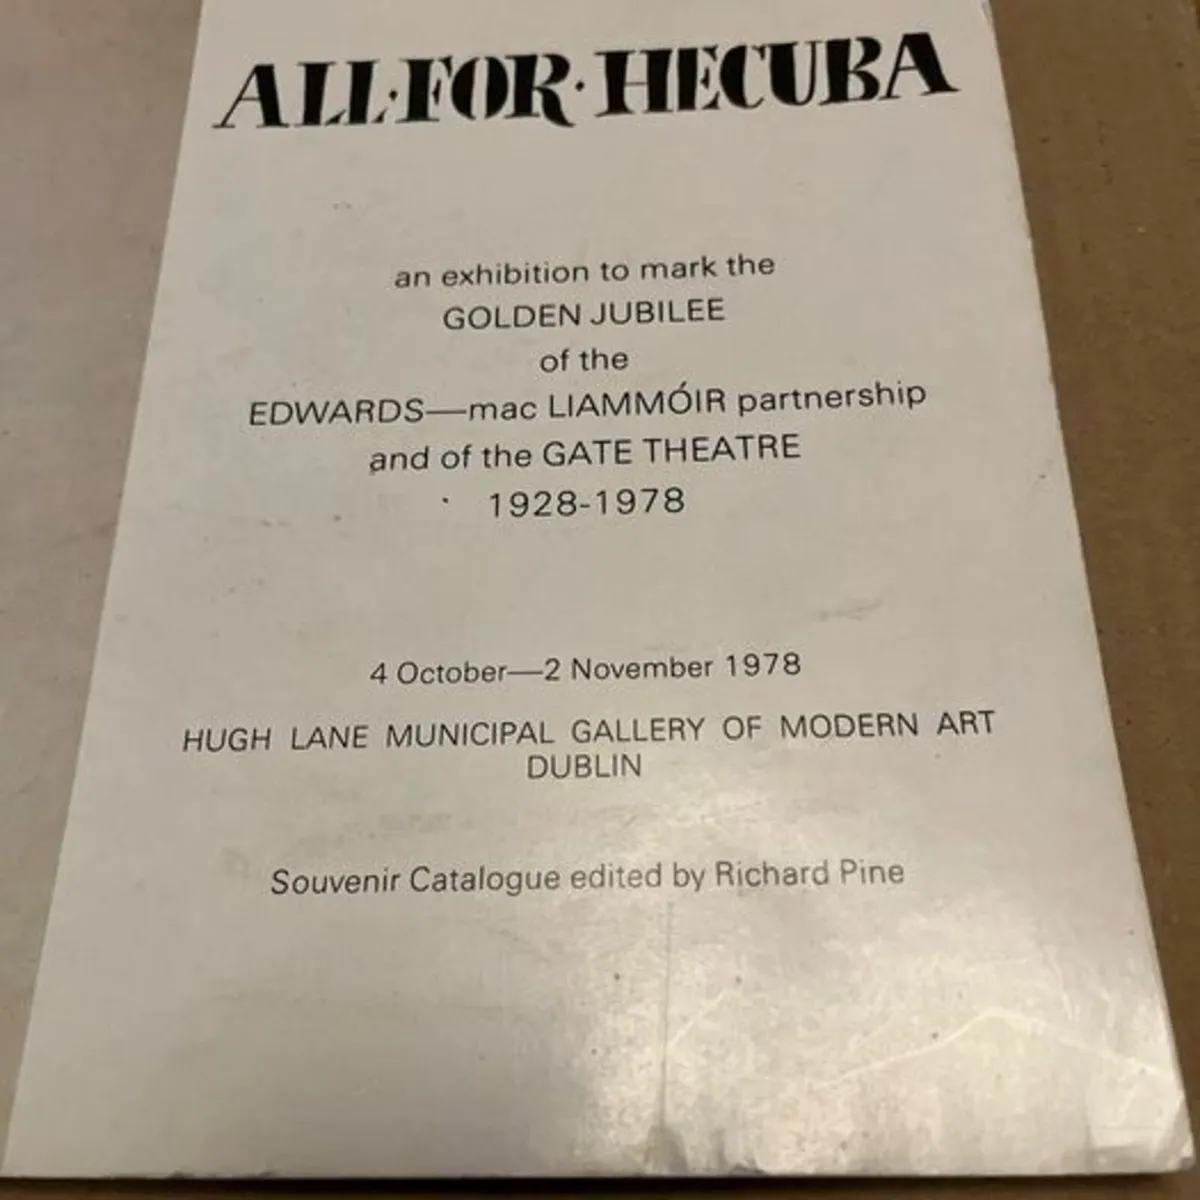 ALL·FOR·HECUBA
an exhibition to mark the
GOLDEN JUBILEE
of the
EDWARDS—mac LIAMMÓIR partnership
and of the GATE THEATRE
1928-1978
4 October—2 November 1978
HUGH LANE MUNICIPAL GALLERY OF MODERN ART
DUBLIN
Souvenir Catalogue edited by Richard Pine